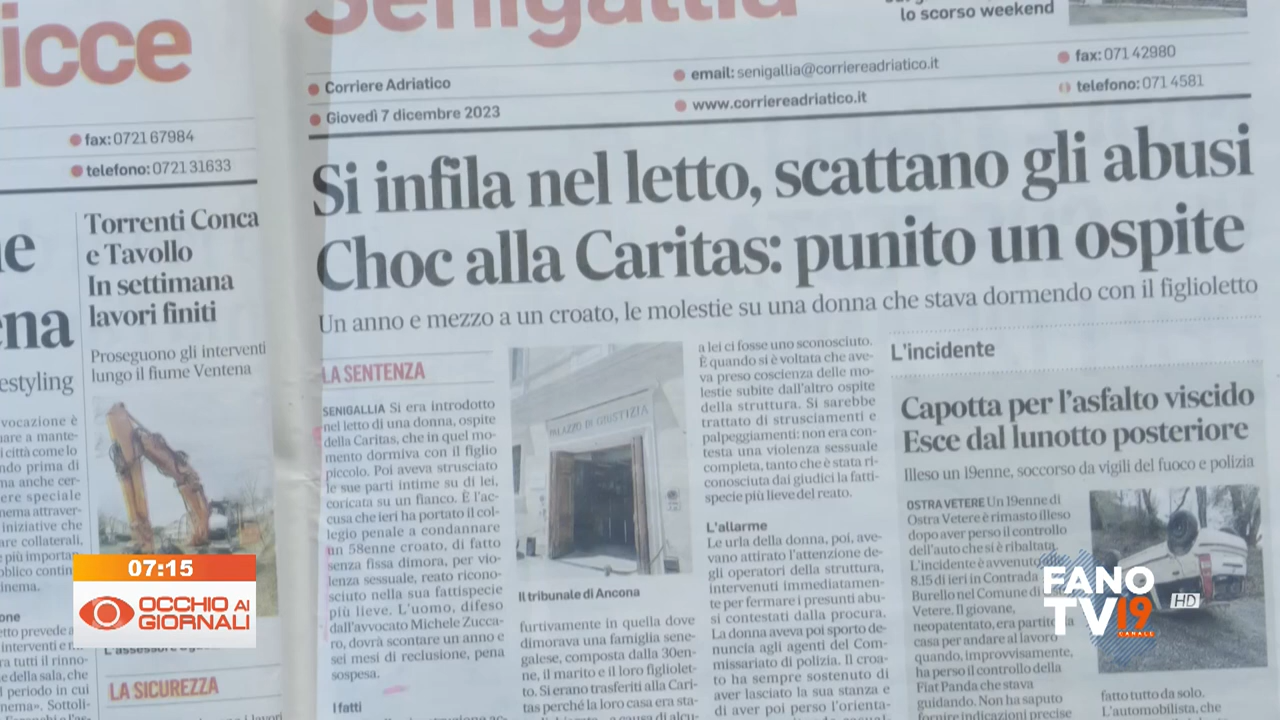 icce
fax: 0721 67984
telefono: 0721 31633
Torrenti Conca
e Tavollo
In settimana
lavori finiti
Proseguono gli interventi
lungo il fiume Ventena
estyling
LA SICUREZZA
Senigallia
lo scorso weekend
Corriere Adriatico
email: senigallia@corriereadriatico.it
fax: 071 42980
Giovedì 7 dicembre 2023
www.corriereadriatico.it
telefono: 071 4581
Si infila nel letto, scattano gli abusi
Choc alla Caritas: punito un ospite
Un anno e mezzo a un croato, le molestie su una donna che stava dormendo con il figlioletto
LA SENTENZA
SENIGALLIA Si era introdotto
nel letto di una donna, ospite
della Caritas, che in quel mo-
mento dormiva con il figlio
piccolo. Poi aveva strusciato
le sue parti intime su di lei,
coricata su un fianco. È l'ac-
cusa che ieri ha portato il col-
legio penale a condannare
un 58enne croato, di fatto
senza fissa dimora, per vio-
lenza sessuale, reato ricono-
sciuto nella sua fattispecie
più lieve. L'uomo, difeso
dall'avvocato Michele Zucca-
ro, dovrà scontare un anno e
sei mesi di reclusione, pena
sospesa.
I fatti
PALAZZO DI GIUSTIZIA
Il tribunale di Ancona
furtivamente in quella dove
dimorava una famiglia sene-
galese, composta dalla 30en-
ne, il marito e il loro figliolet-
to. Si erano trasferiti alla Cari-
tas perché la loro casa era sta-
a lei ci fosse uno sconosciuto.
È quando si è voltata che ave-
va preso coscienza delle mo-
lestie subite dall'altro ospite
della struttura. Si sarebbe
trattato di strusciamenti e
palpeggiamenti: non era con-
testa una violenza sessuale
completa, tanto che è stata ri-
conosciuta dai giudici la fatti-
specie più lieve del reato.
L'allarme
Le urla della donna, poi, ave-
vano attirato l'attenzione de-
gli operatori della struttura,
intervenuti immediatamen-
te per fermare i presunti abu-
si contestati dalla procura.
La donna aveva poi sporto de-
nuncia agli agenti del Com-
missariato di polizia. Il croa-
to ha sempre sostenuto di
aver lasciato la sua stanza e
di aver poi perso l'orienta-
L'incidente
Capotta per l'asfalto viscido
Esce dal lunotto posteriore
Illeso un 19enne, soccorso da vigili del fuoco e polizia
OSTRA VETERE Un 19enne di
Ostra Vetere è rimasto illeso
dopo aver perso il controllo
dell'auto che si è ribaltata.
L'incidente è avvenuto
8.15 di ieri in Contrada
Burello nel Comune di
Vetere. Il giovane,
neopatentato, era partito
casa per andare al lavoro
quando, improvvisamente,
ha perso il controllo della
Fiat Panda che stava
guidando. Non ha saputo
fornire indicazioni precise
fatto tutto da solo.
L'automobilista, che
07:15
OCCHIO AI
GIORNALI
FANO
TV 19
CANALE
HD